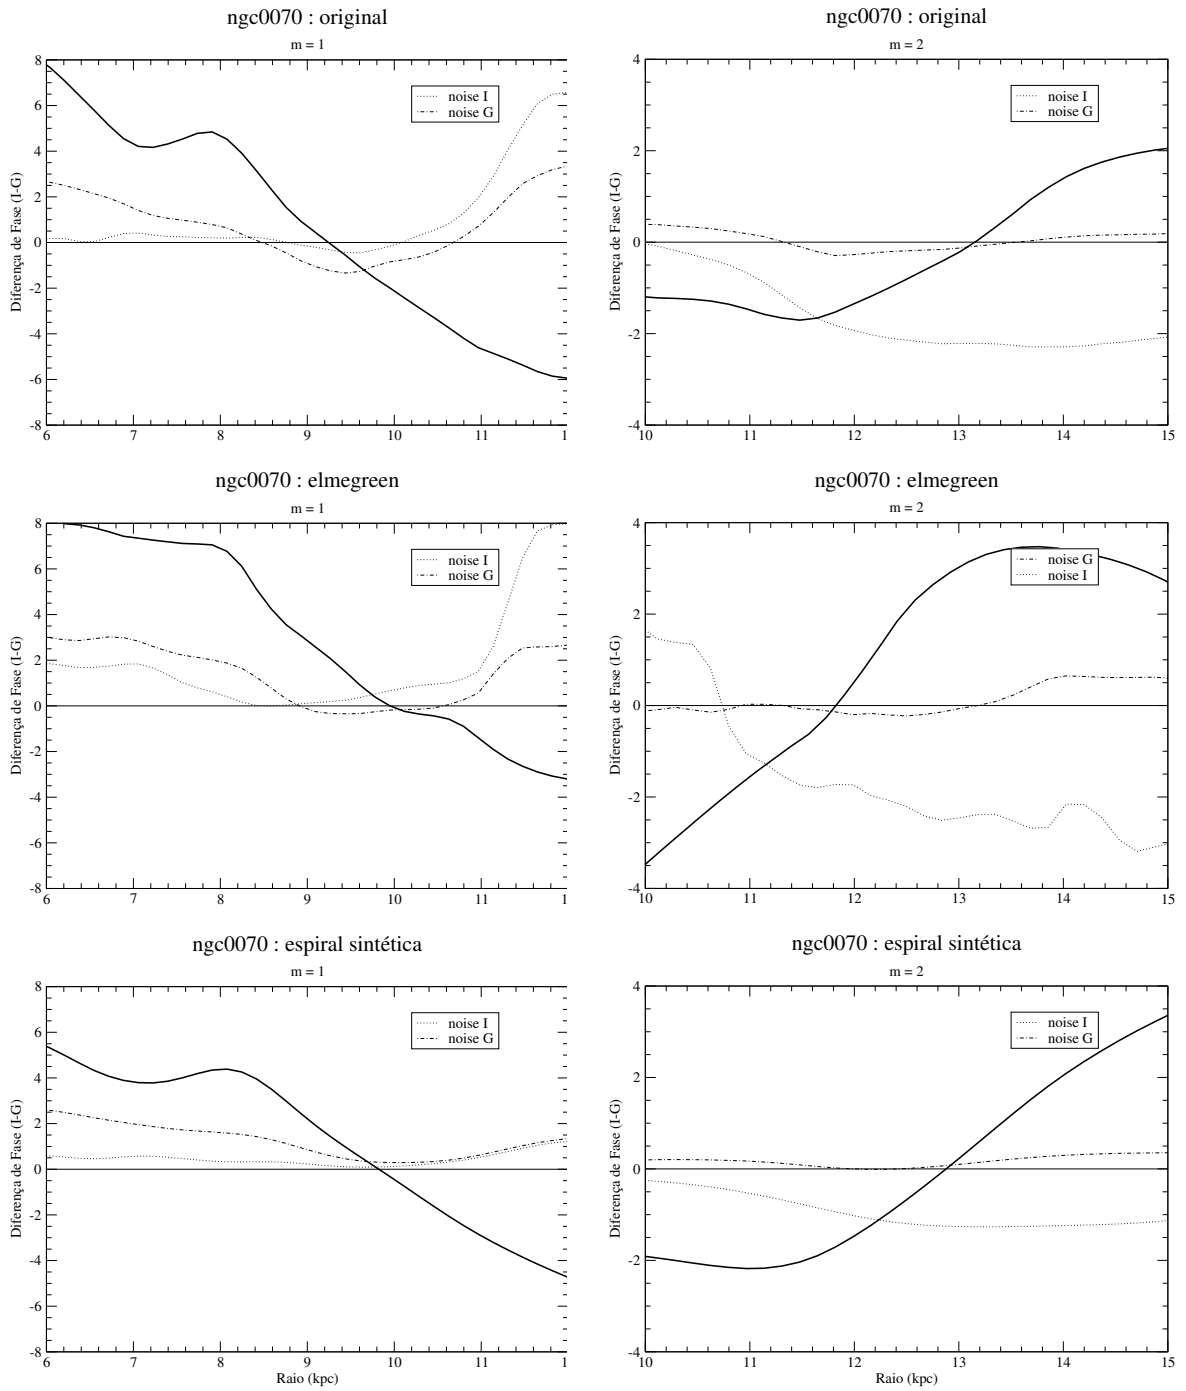 ngc0070 : original
m = 1
8
6
4
2
0
-2
-4
-6
-8
6
7
8
9
10
11
1
Diferença de Fase (I-G)
noise I
noise G
ngc0070 : original
m = 2
4
2
0
-2
-4
10
11
12
13
14
15
Diferença de Fase (I-G)
noise I
noise G
ngc0070 : elmegreen
m = 1
8
6
4
2
0
-2
-4
-6
-8
6
7
8
9
10
11
1
Diferença de Fase (I-G)
noise I
noise G
ngc0070 : elmegreen
m = 2
4
2
0
-2
-4
10
11
12
13
14
15
Diferença de Fase (I-G)
noise G
noise I
ngc0070 : espiral sintética
m = 1
8
6
4
2
0
-2
-4
-6
-8
6
7
8
9
10
11
1
Raio (kpc)
Diferença de Fase (I-G)
noise I
noise G
ngc0070 : espiral sintética
m = 2
4
2
0
-2
-4
10
11
12
13
14
15
Raio (kpc)
Diferença de Fase (I-G)
noise I
noise G